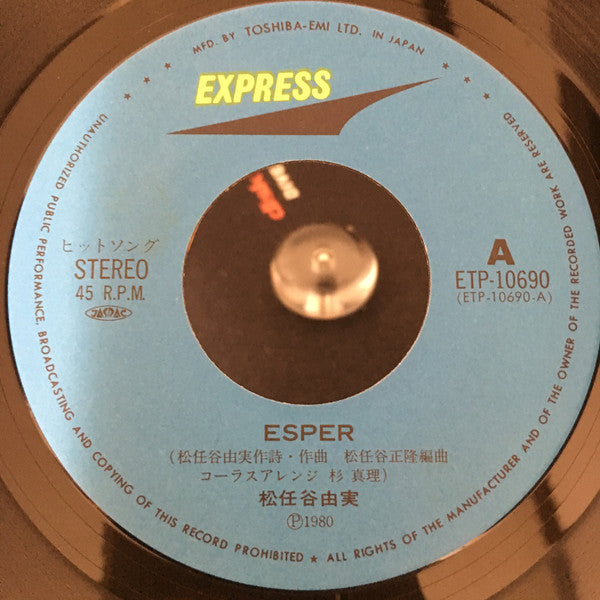 MFD. BY TOSHIBA-EMI LTD. IN JAPAN
EXPRESS
UNAUTHORIZED PUBLIC PERFORMANCE, BROADCASTING AND COPYING OF THIS RECORD PROHIBITED ★ ALL RIGHTS OF THE MANUFACTURER AND OF THE OWNER OF THE RECORDED WORK ARE RESERVED
ヒットソング
STEREO
45 R.P.M.
JASRAC
A
ETP-10690
(ETP-10690-A)
ESPER
(松任谷由実作詩・作曲 松任谷正隆編曲
コーラスアレンジ 杉 真理)
松任谷由実
Ⓟ1980